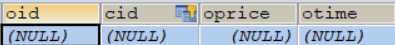 oid cid oprice otime
(NULL) (NULL) (NULL) (NULL)